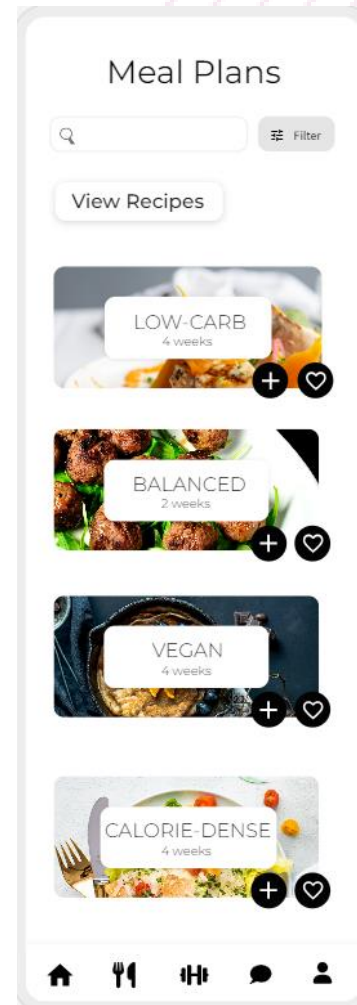 Meal Plans
Filter
View Recipes
LOW-CARB
4 weeks
BALANCED
2 weeks
VEGAN
4 weeks
CALORIE-DENSE
4 weeks